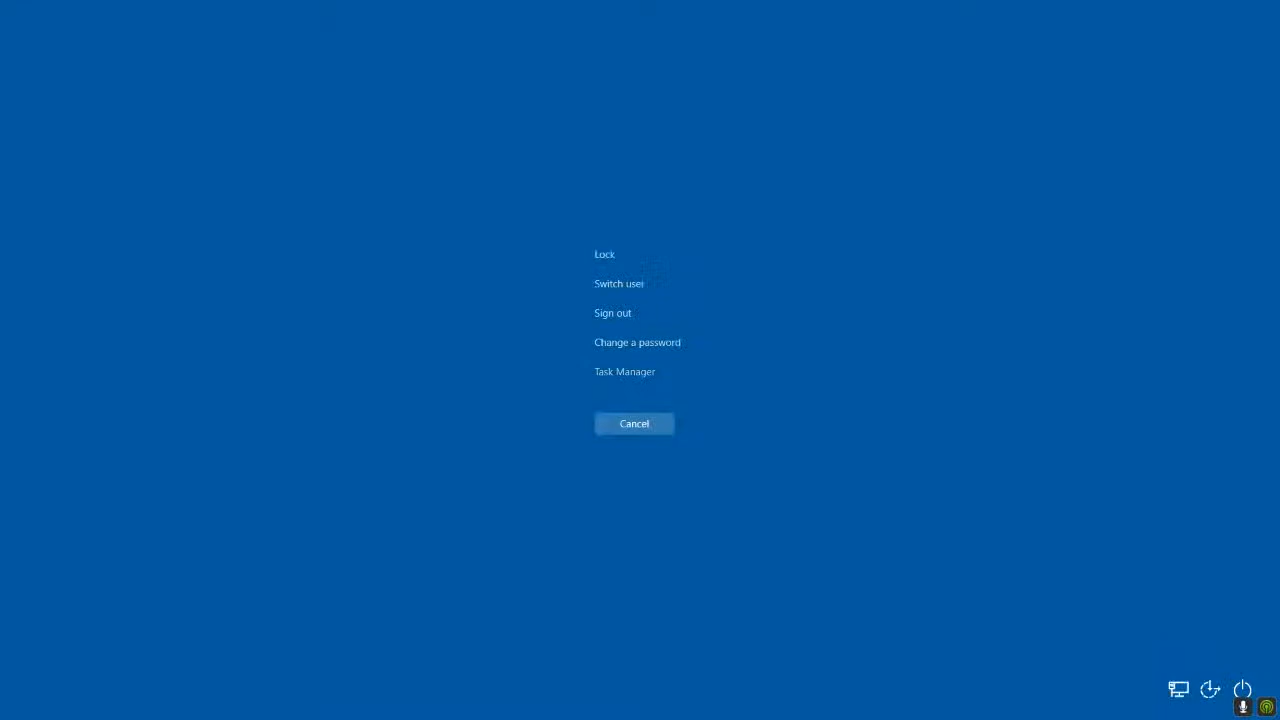 Lock
Switch user
Sign out
Change a password
Task Manager
Cancel